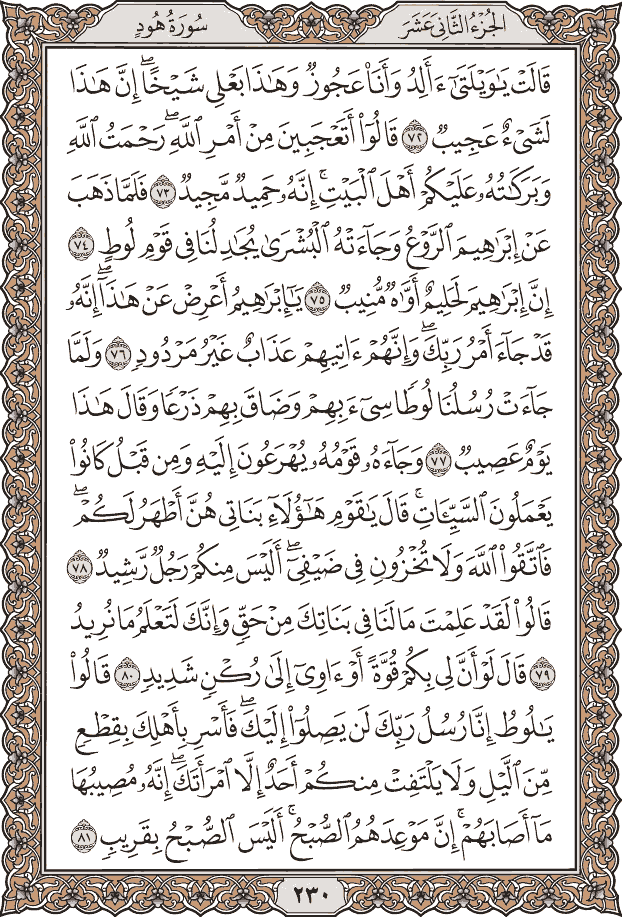 الجُزْءُ الثَّانِي عَشَرَ
سُورَةُ هُودٍ
قَالَتْ يَٰوَيْلَتَىٰٓ ءَأَلِدُ وَأَنَا۠ عَجُوزٌ وَهَٰذَا بَعْلِى شَيْخًا ۖ إِنَّ هَٰذَا
لَشَىْءٌ عَجِيبٌ ٧٢ قَالُوٓا۟ أَتَعْجَبِينَ مِنْ أَمْرِ ٱللَّهِ ۖ رَحْمَتُ ٱللَّهِ
وَبَرَكَٰتُهُۥ عَلَيْكُمْ أَهْلَ ٱلْبَيْتِ ۚ إِنَّهُۥ حَمِيدٌ مَّجِيدٌ ٧٣ فَلَمَّا ذَهَبَ
عَنْ إِبْرَٰهِيمَ ٱلرَّوْعُ وَجَآءَتْهُ ٱلْبُشْرَىٰ يُجَٰدِلُنَا فِى قَوْمِ لُوطٍ ٧٤
إِنَّ إِبْرَٰهِيمَ لَحَلِيمٌ أَوَّٰهٌ مُّنِيبٌ ٧٥ يَٰٓإِبْرَٰهِيمُ أَعْرِضْ عَنْ هَٰذَآ ۖ إِنَّهُۥ
قَدْ جَآءَ أَمْرُ رَبِّكَ ۖ وَإِنَّهُمْ ءَاتِيهِمْ عَذَابٌ غَيْرُ مَرْدُودٍ ٧٦ وَلَمَّا
جَآءَتْ رُسُلُنَا لُوطًا سِىٓءَ بِهِمْ وَضَاقَ بِهِمْ ذَرْعًا وَقَالَ هَٰذَا
يَوْمٌ عَصِيبٌ ٧٧ وَجَآءَهُۥ قَوْمُهُۥ يُهْرَعُونَ إِلَيْهِ وَمِن قَبْلُ كَانُوا۟
يَعْمَلُونَ ٱلسَّيِّـَٔاتِ ۚ قَالَ يَٰقَوْمِ هَٰٓؤُلَآءِ بَنَاتِى هُنَّ أَطْهَرُ لَكُمْ ۖ
فَٱتَّقُوا۟ ٱللَّهَ وَلَا تُخْزُونِ فِى ضَيْفِىٓ ۖ أَلَيْسَ مِنكُمْ رَجُلٌ رَّشِيدٌ ٧٨
قَالُوا۟ لَقَدْ عَلِمْتَ مَا لَنَا فِى بَنَاتِكَ مِنْ حَقٍّ وَإِنَّكَ لَتَعْلَمُ مَا نُرِيدُ
٧٩ قَالَ لَوْ أَنَّ لِى بِكُمْ قُوَّةً أَوْ ءَاوِىٓ إِلَىٰ رُكْنٍ شَدِيدٍ ٨٠ قَالُوا۟
يَٰلُوطُ إِنَّا رُسُلُ رَبِّكَ لَن يَصِلُوٓا۟ إِلَيْكَ ۖ فَأَسْرِ بِأَهْلِكَ بِقِطْعٍ
مِّنَ ٱلَّيْلِ وَلَا يَلْتَفِتْ مِنكُمْ أَحَدٌ إِلَّا ٱمْرَأَتَكَ ۖ إِنَّهُۥ مُصِيبُهَا
مَآ أَصَابَهُمْ ۚ إِنَّ مَوْعِدَهُمُ ٱلصُّبْحُ ۚ أَلَيْسَ ٱلصُّبْحُ بِقَرِيبٍ ٨١
٢٣٠